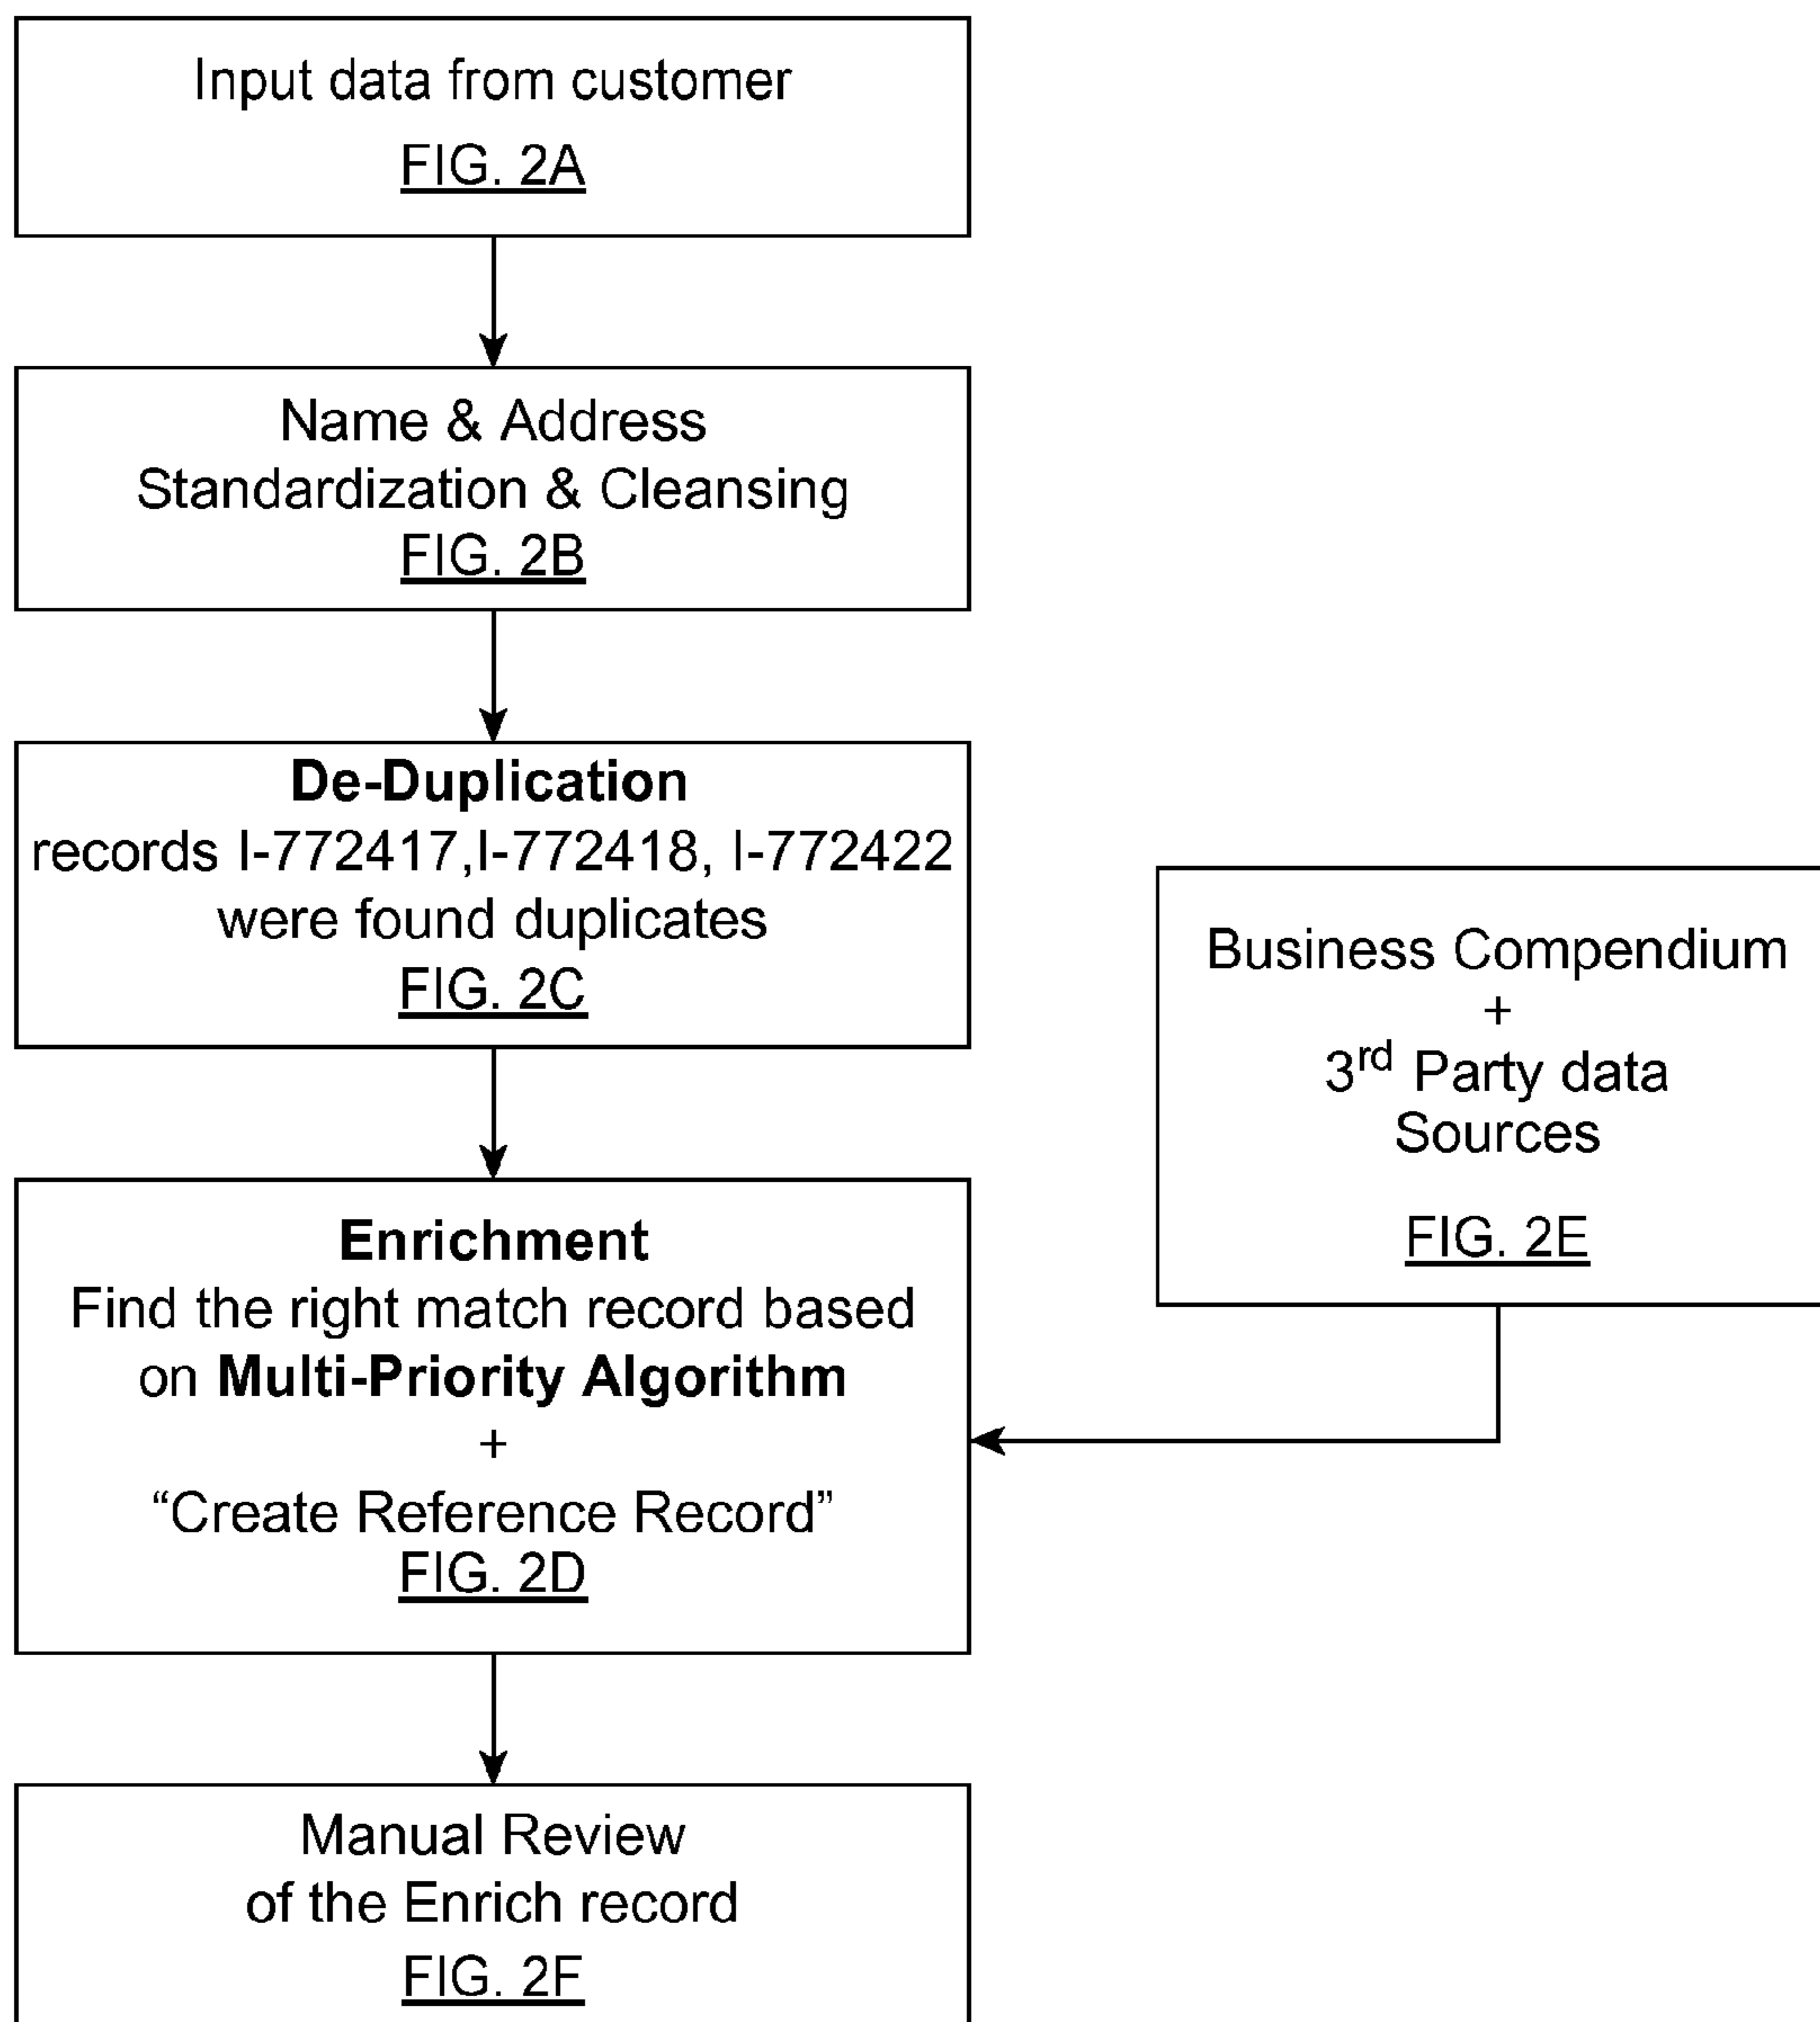 Input data from customer
FIG. 2A
Name & Address
Standardization & Cleansing
FIG. 2B
De-Duplication
records I-772417,I-772418, I-772422
were found duplicates
FIG. 2C
Business Compendium
+
3rd Party data
Sources
FIG. 2E
Enrichment
Find the right match record based
on Multi-Priority Algorithm
+
“Create Reference Record”
FIG. 2D
Manual Review
of the Enrich record
FIG. 2F